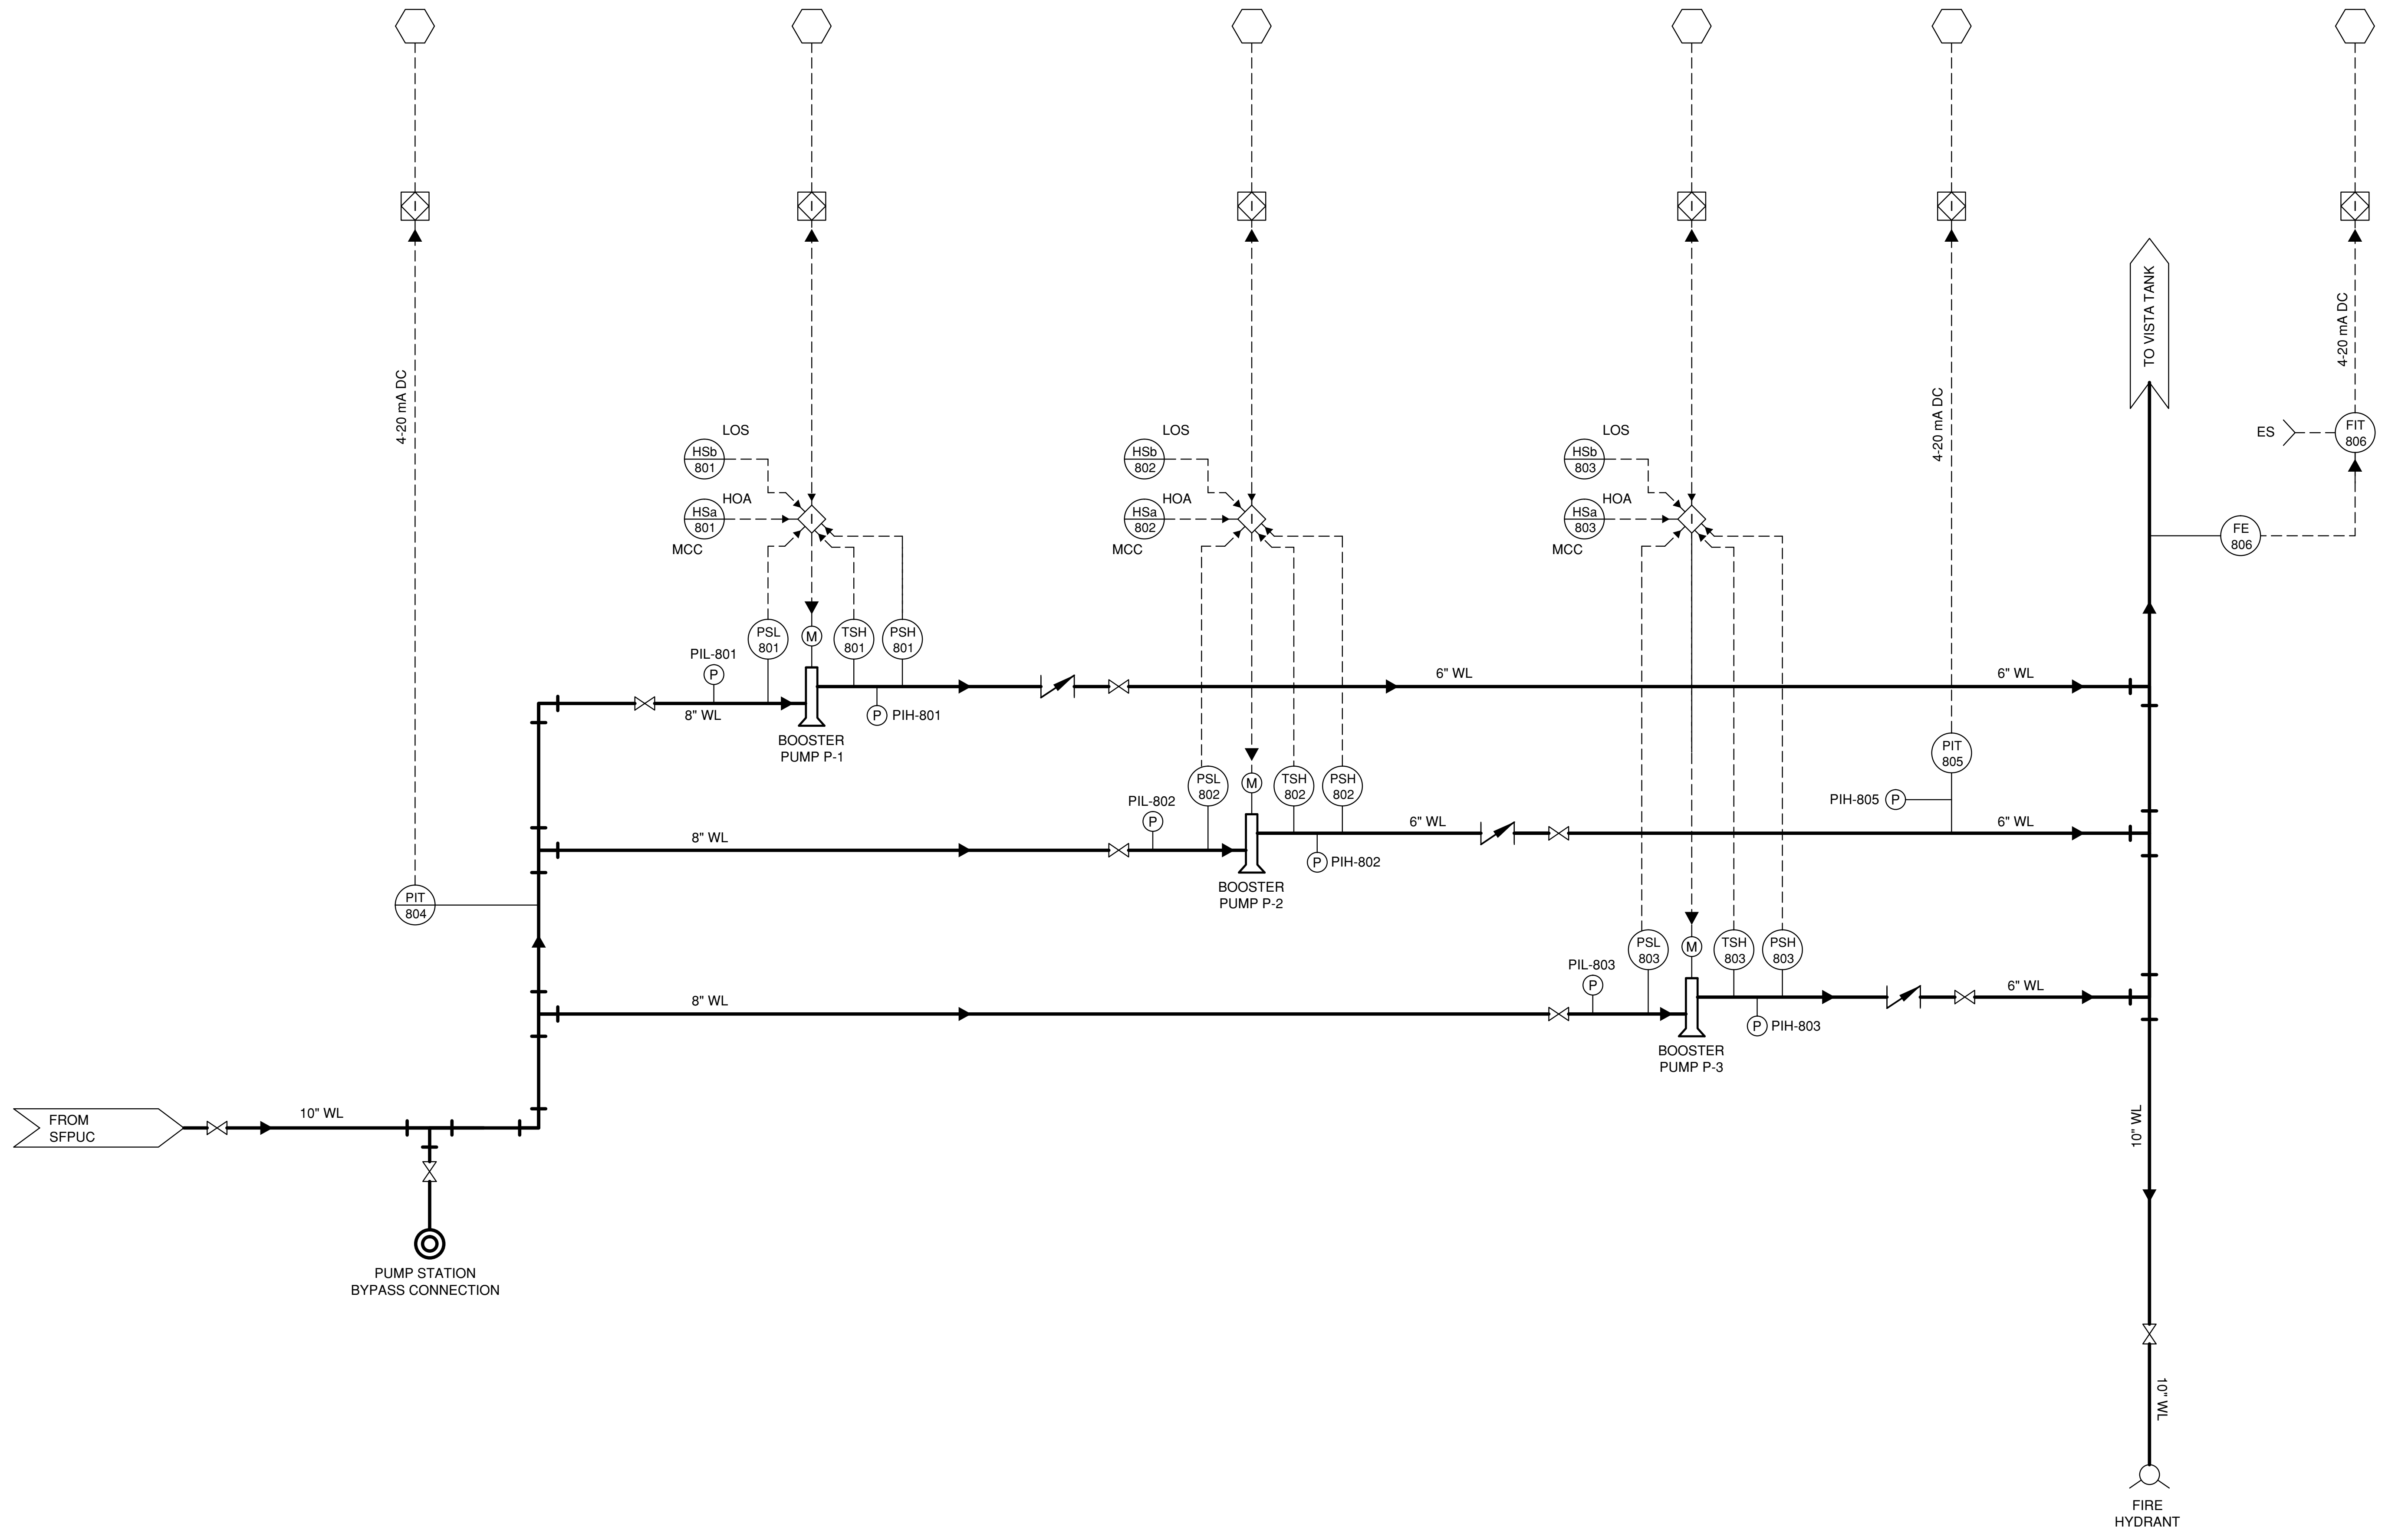 I
I
I
I
I
I
TO VISTA TANK
4-20 mA DC
4-20 mA DC
4-20 mA DC
ES
FIT
806
LOS
HSb
801
HOA
HSa
801
MCC
I
LOS
HSb
802
HOA
HSa
802
MCC
I
LOS
HSb
803
HOA
HSa
803
MCC
I
FE
806
PIL-801
P
PSL
801
M
TSH
801
PSH
801
8" WL
P
PIH-801
6" WL
6" WL
BOOSTER
PUMP P-1
PIT
805
PIH-805
P
PIL-802
P
PSL
802
M
TSH
802
PSH
802
8" WL
6" WL
6" WL
P
PIH-802
BOOSTER
PUMP P-2
PIT
804
PIL-803
P
PSL
803
M
TSH
803
PSH
803
8" WL
6" WL
P
PIH-803
BOOSTER
PUMP P-3
FROM
SFPUC
10" WL
10" WL
PUMP STATION
BYPASS CONNECTION
10" WL
FIRE
HYDRANT